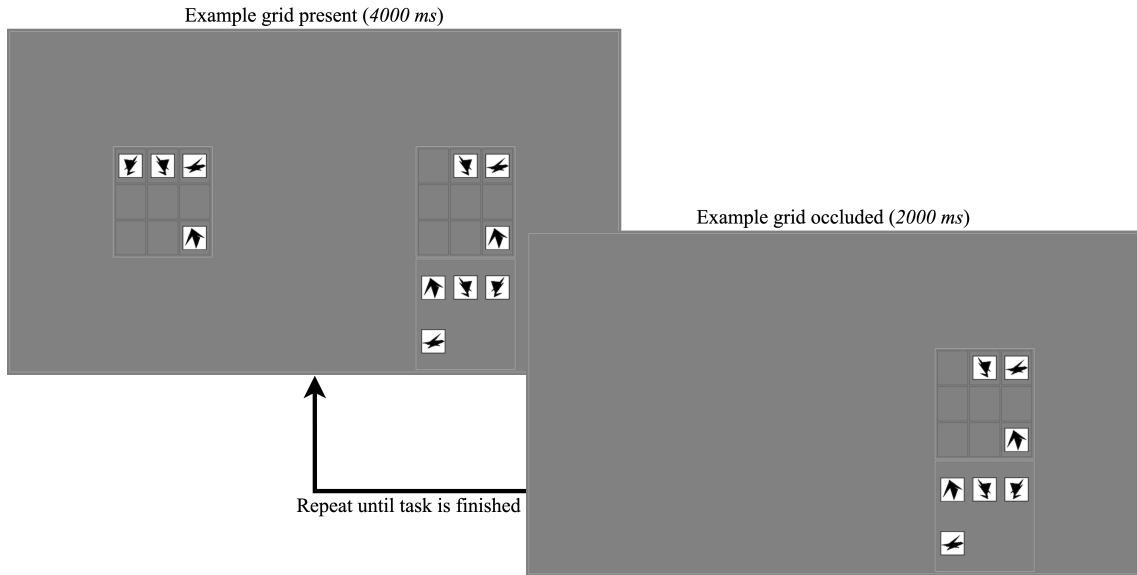 Example grid present (4000 ms)
Example grid occluded (2000 ms)
Repeat until task is finished